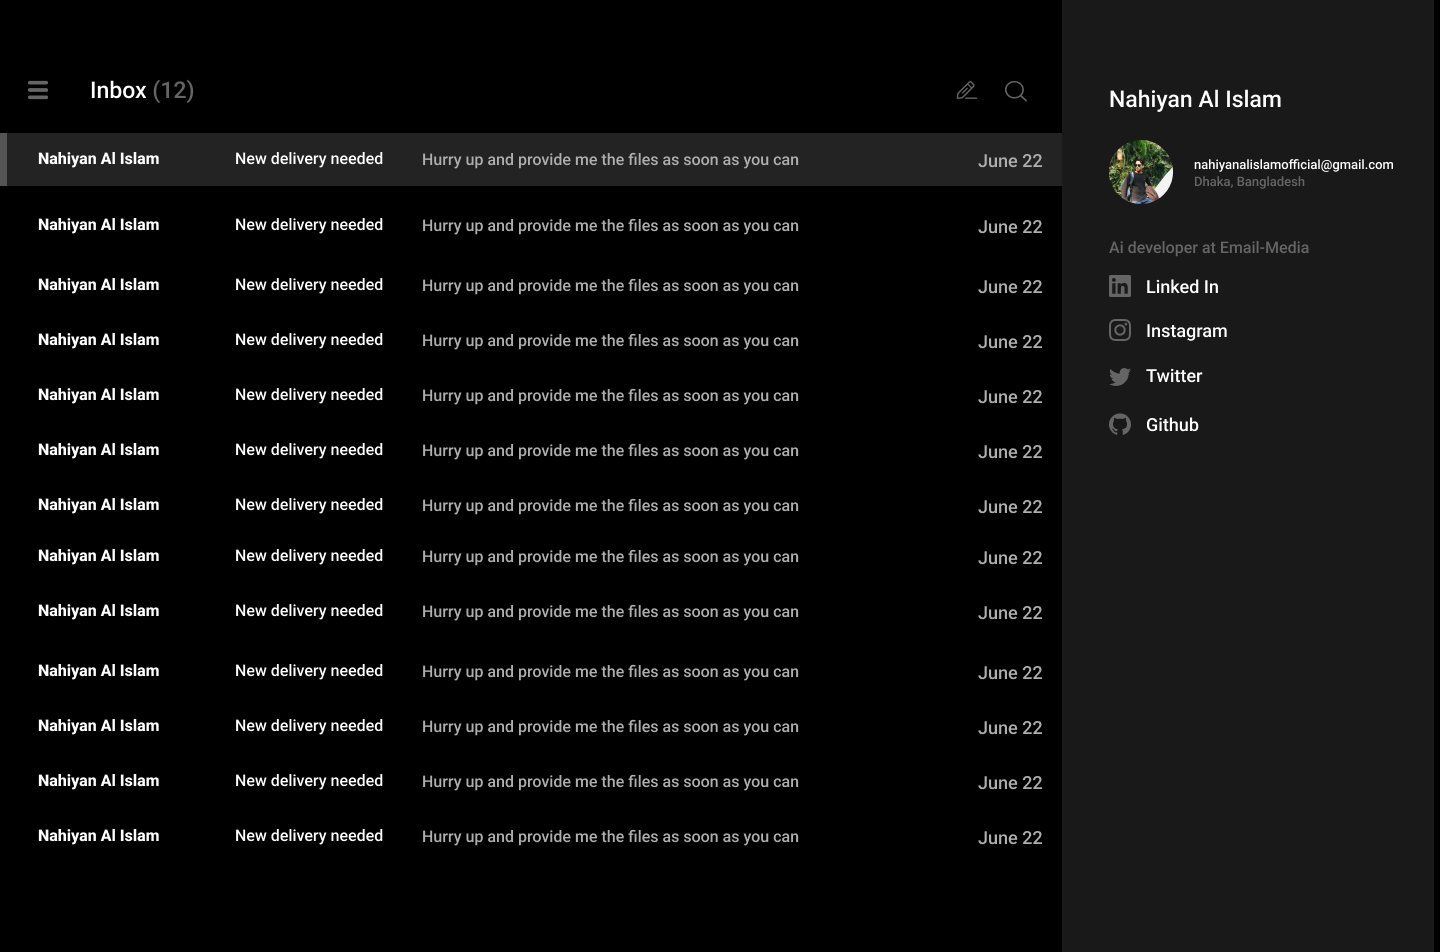 Inbox (12)
Nahiyan Al Islam New delivery needed Hurry up and provide me the files as soon as you can June 22
Nahiyan Al Islam New delivery needed Hurry up and provide me the files as soon as you can June 22
Nahiyan Al Islam New delivery needed Hurry up and provide me the files as soon as you can June 22
Nahiyan Al Islam New delivery needed Hurry up and provide me the files as soon as you can June 22
Nahiyan Al Islam New delivery needed Hurry up and provide me the files as soon as you can June 22
Nahiyan Al Islam New delivery needed Hurry up and provide me the files as soon as you can June 22
Nahiyan Al Islam New delivery needed Hurry up and provide me the files as soon as you can June 22
Nahiyan Al Islam New delivery needed Hurry up and provide me the files as soon as you can June 22
Nahiyan Al Islam New delivery needed Hurry up and provide me the files as soon as you can June 22
Nahiyan Al Islam New delivery needed Hurry up and provide me the files as soon as you can June 22
Nahiyan Al Islam New delivery needed Hurry up and provide me the files as soon as you can June 22
Nahiyan Al Islam New delivery needed Hurry up and provide me the files as soon as you can June 22
Nahiyan Al Islam New delivery needed Hurry up and provide me the files as soon as you can June 22
Nahiyan Al Islam
nahiyanalislamofficial@gmail.com
Dhaka, Bangladesh
Ai developer at Email-Media
Linked In
Instagram
Twitter
Github